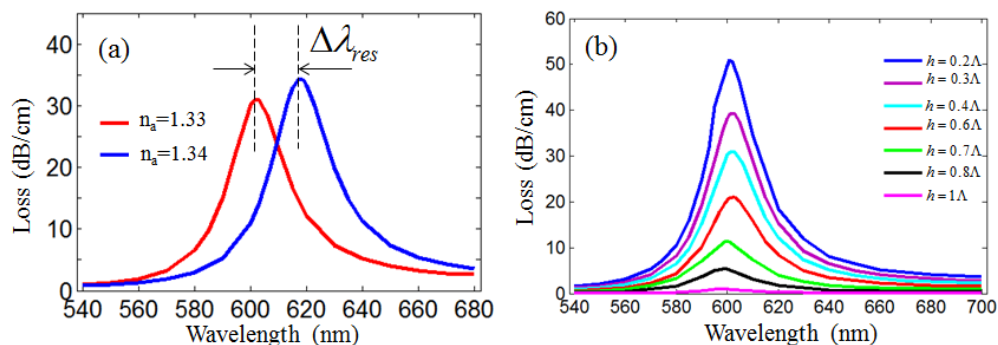 (a)
Δλres
na=1.33
na=1.34
Loss (dB/cm)
40
30
20
10
0
540 560 580 600 620 640 660 680
Wavelength (nm)
(b)
h = 0.2Λ
h = 0.3Λ
h = 0.4Λ
h = 0.6Λ
h = 0.7Λ
h = 0.8Λ
h = 1Λ
Loss (dB/cm)
60
50
40
30
20
10
0
540 560 580 600 620 640 660 680 700
Wavelength (nm)